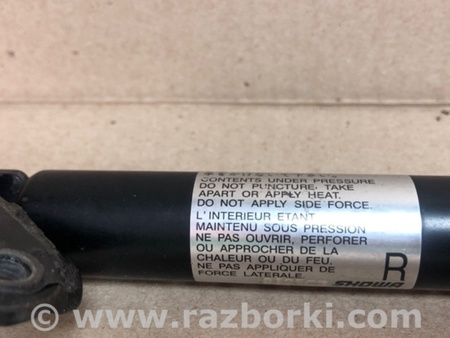 CONTENTS UNDER PRESSURE
DO NOT PUNCTURE, TAKE
APART OR APPLY HEAT.
DO NOT APPLY SIDE FORCE.
L'INTERIEUR ETANT
MAINTENU SOUS PRESSION
NE PAS OUVRIR, PERFORER
OU APPROCHER DE LA
CHALEUR OU DU FEU.
NE PAS APPLIQUER DE
FORCE LATERALE.
R
SHOWA
www.razborki.com